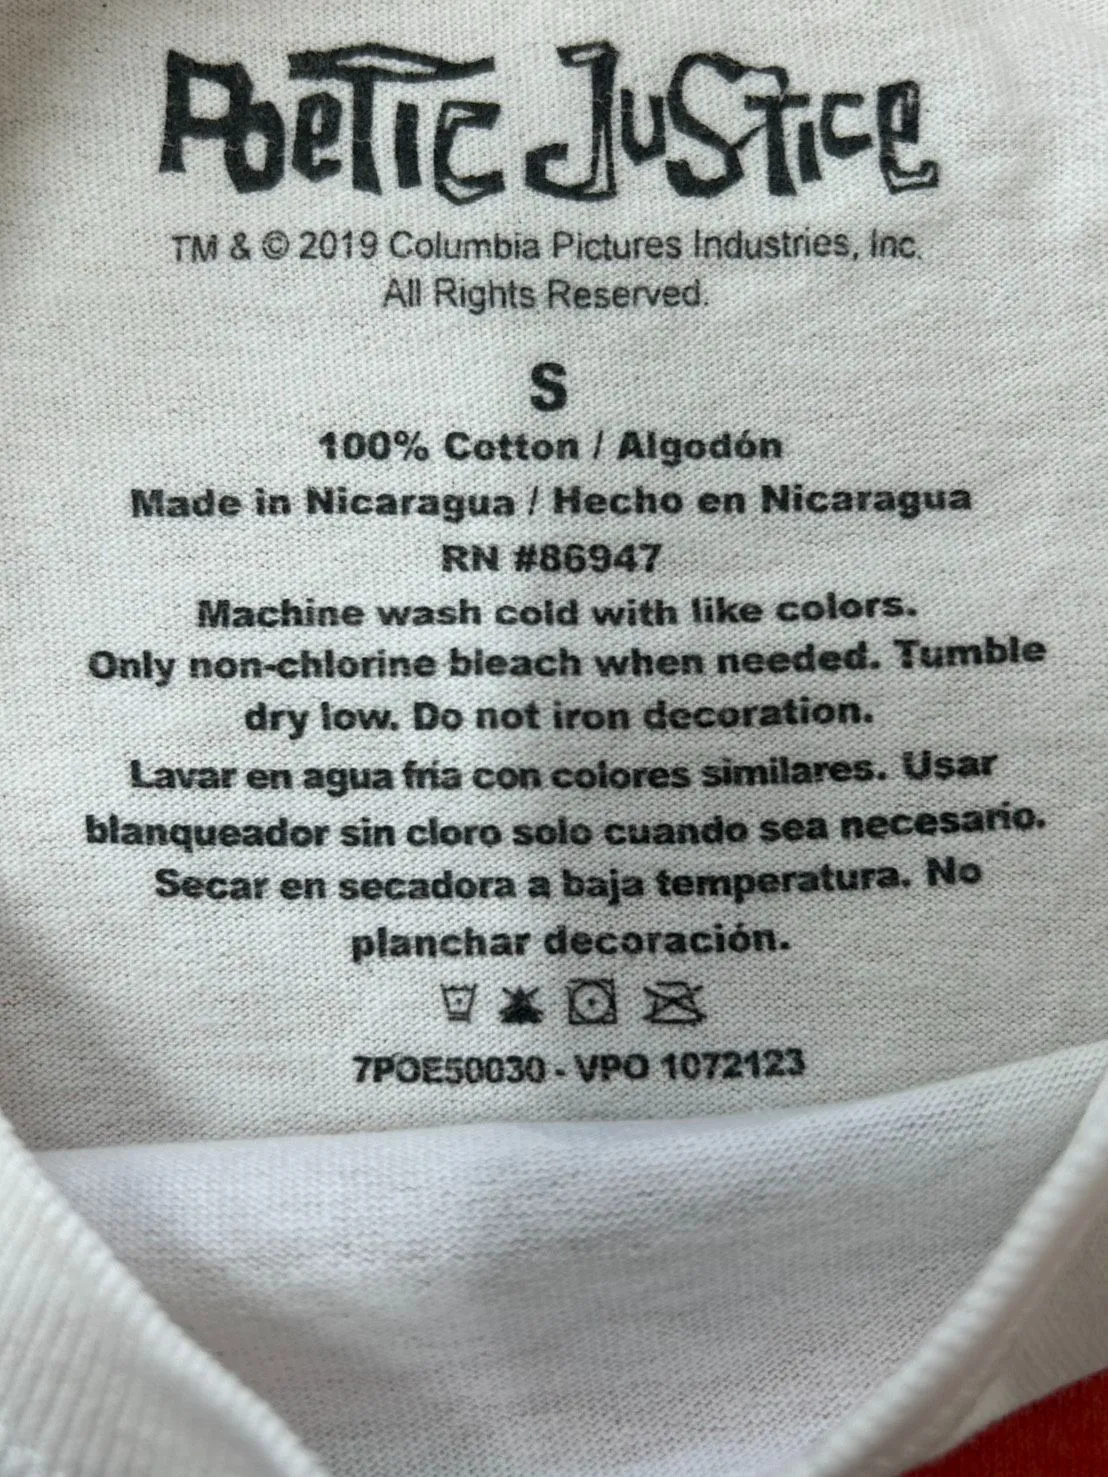 Poetic Justice
TM & © 2019 Columbia Pictures Industries, Inc.
All Rights Reserved.
S
100% Cotton / Algodón
Made in Nicaragua / Hecho en Nicaragua
RN #86947
Machine wash cold with like colors.
Only non-chlorine bleach when needed. Tumble
dry low. Do not iron decoration.
Lavar en agua fría con colores similares. Usar
blanqueador sin cloro solo cuando sea necesario.
Secar en secadora a baja temperatura. No
planchar decoración.
7POE50030 - VPO 1072123